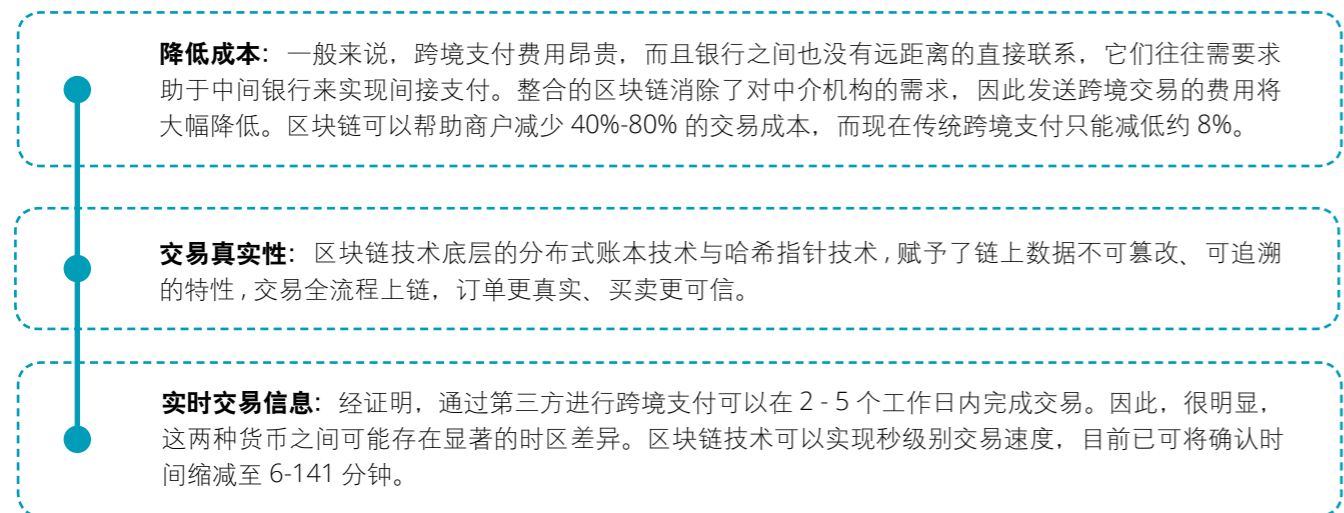 降低成本：一般来说，跨境支付费用昂贵，而且银行之间也没有远距离的直接联系，它们往往需要求
助于中间银行来实现间接支付。整合的区块链消除了对中介机构的需求，因此发送跨境交易的费用将
大幅降低。区块链可以帮助商户减少 40%-80% 的交易成本，而现在传统跨境支付只能减低约 8%。
交易真实性：区块链技术底层的分布式账本技术与哈希指针技术 , 赋予了链上数据不可篡改、可追溯
的特性 , 交易全流程上链，订单更真实、买卖更可信。
实时交易信息：经证明，通过第三方进行跨境支付可以在 2 - 5 个工作日内完成交易。因此，很明显，
这两种货币之间可能存在显著的时区差异。区块链技术可以实现秒级别交易速度，目前已可将确认时
间缩减至 6-141 分钟。